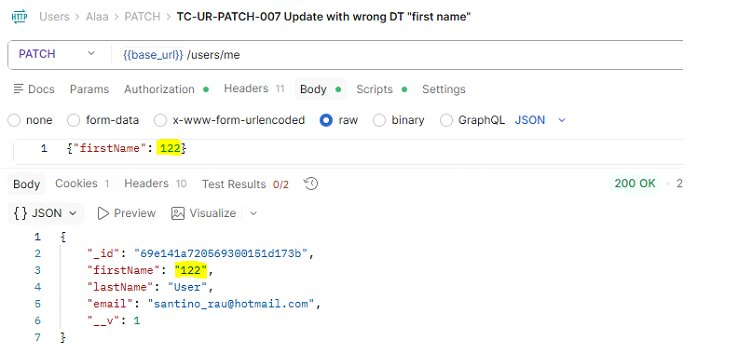 HTTP Users > Alaa > PATCH > TC-UR-PATCH-007 Update with wrong DT "first name"
PATCH {{base_url}} /users/me
Docs Params Authorization Headers 11 Body Scripts Settings
none form-data x-www-form-urlencoded raw binary GraphQL JSON
1 {"firstName": 122}
Body Cookies 1 Headers 10 Test Results 0/2 200 OK · 2
{} JSON Preview Visualize
1 {
2 "_id": "69e141a720569300151d173b",
3 "firstName": "122",
4 "lastName": "User",
5 "email": "santino_rau@hotmail.com",
6 "__v": 1
7 }